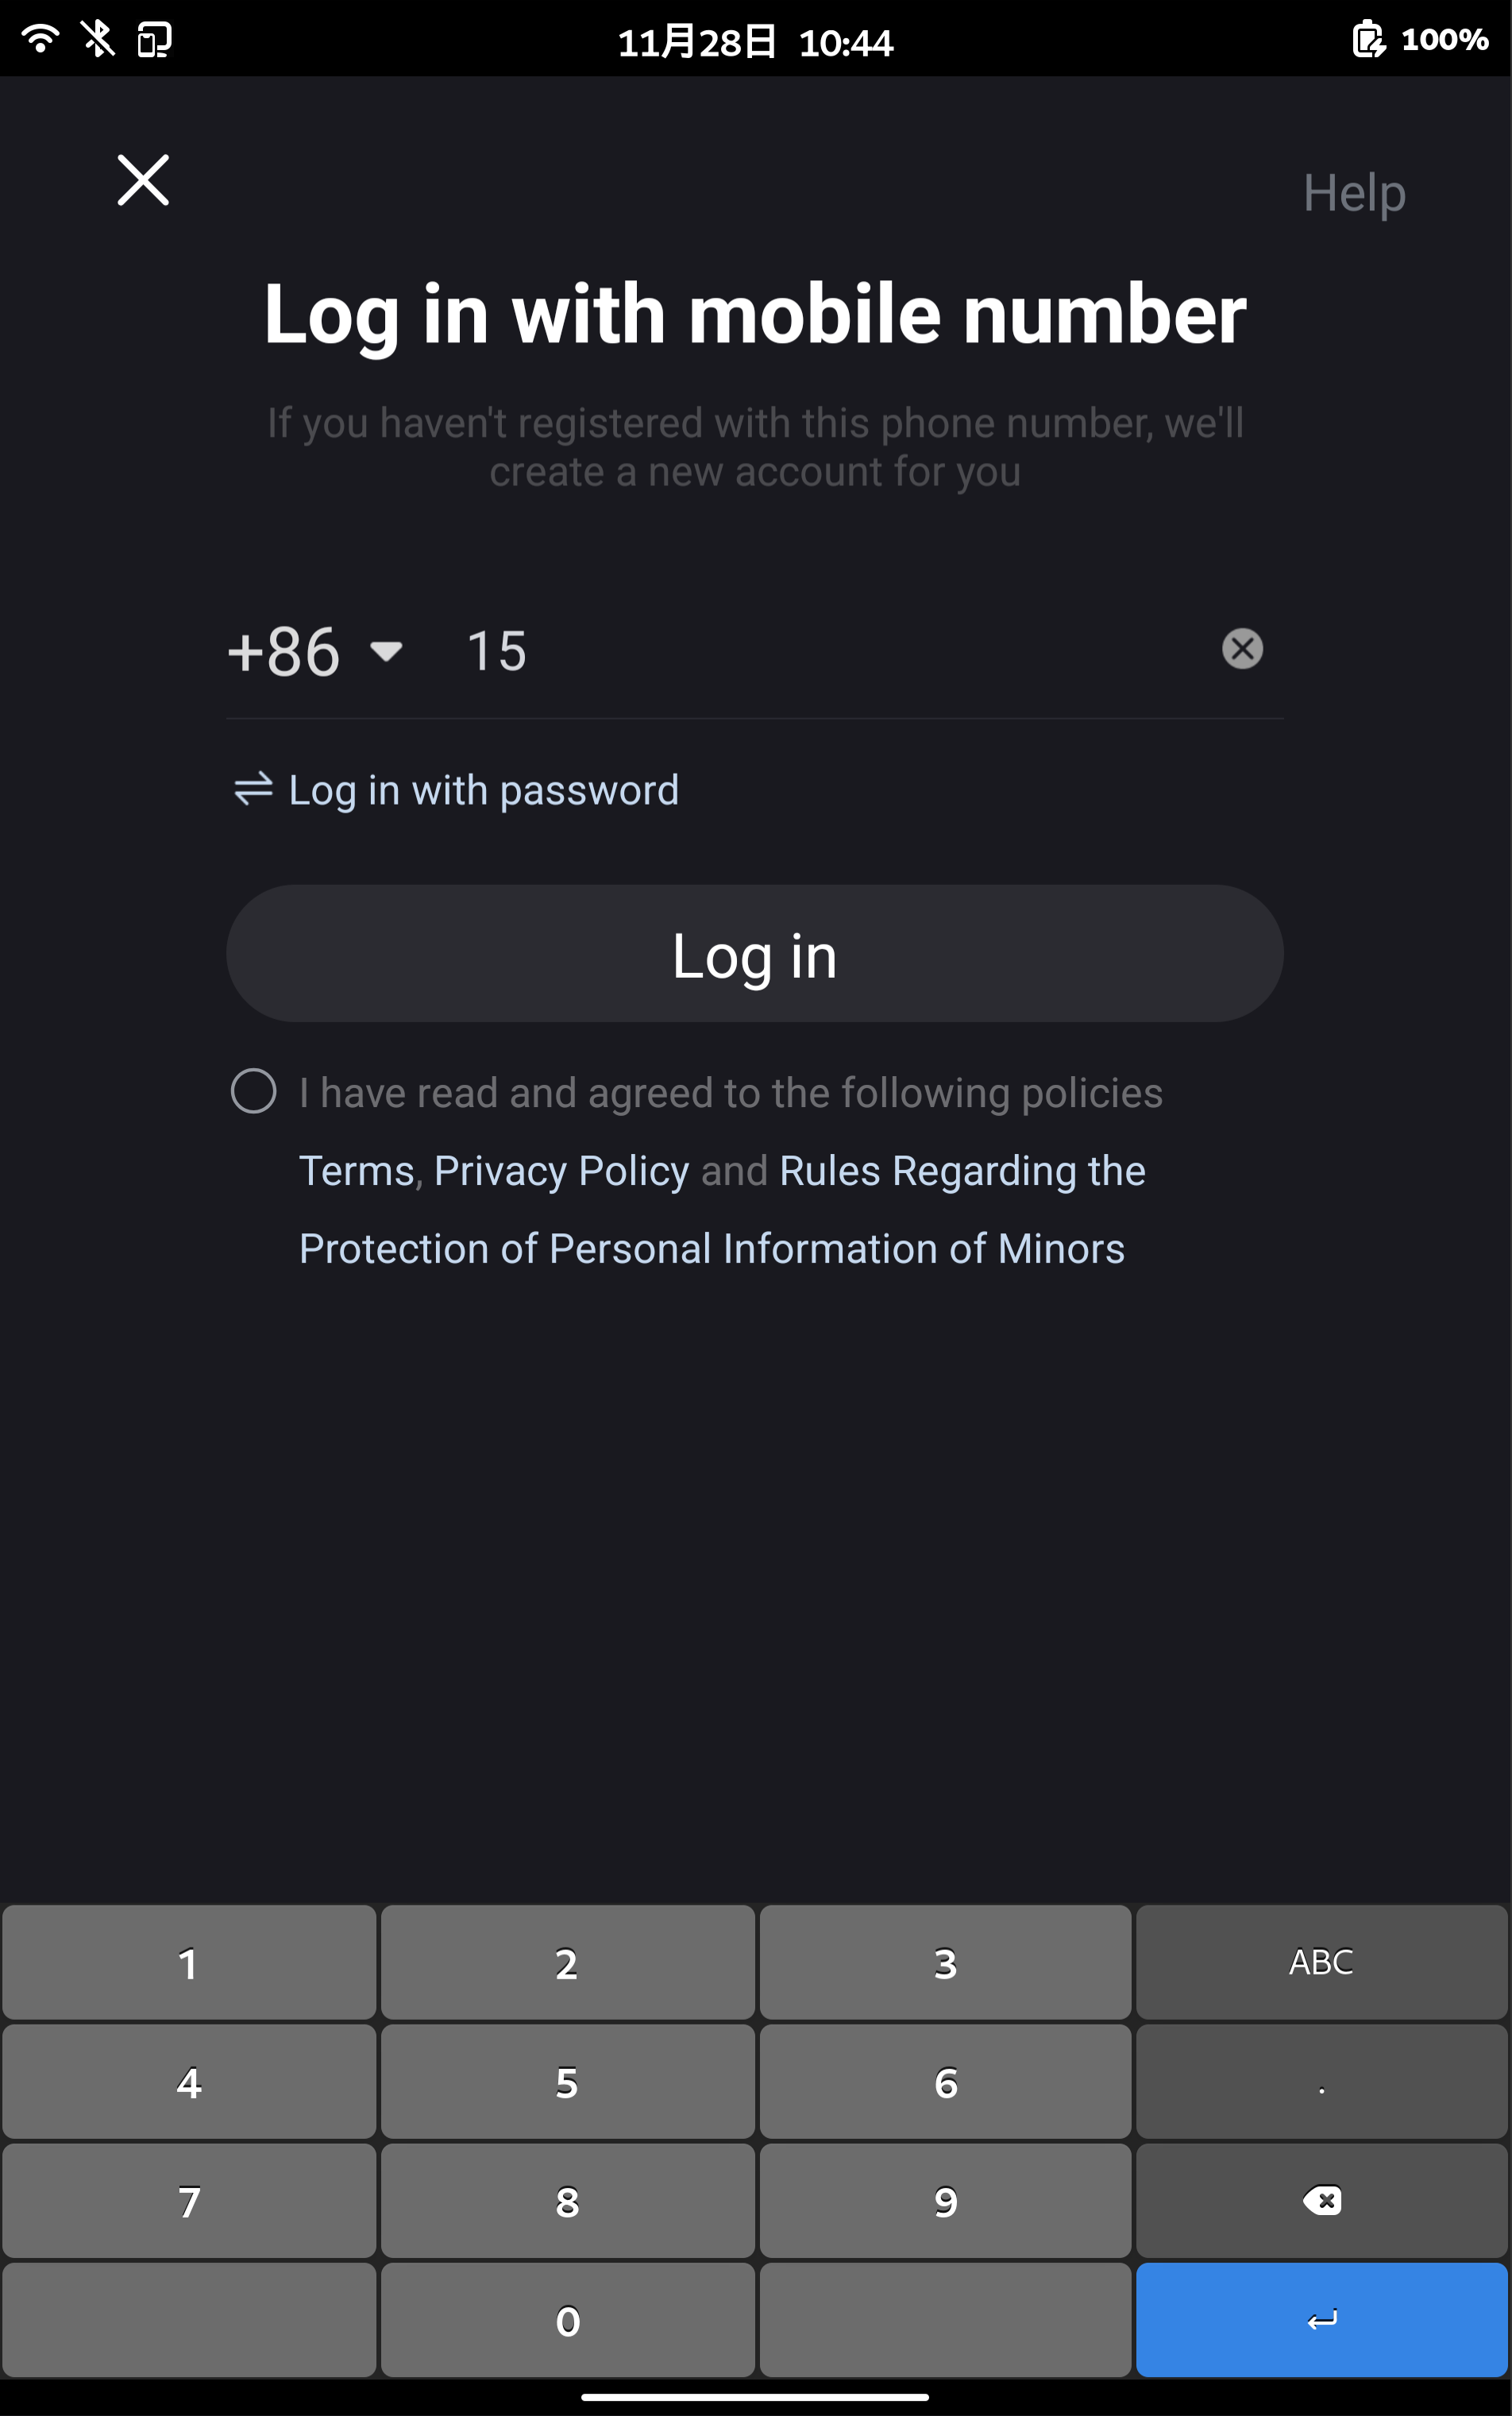 11月28日 10:44
100%
Help
Log in with mobile number
If you haven't registered with this phone number, we'll
create a new account for you
+86 15
Log in with password
Log in
I have read and agreed to the following policies
Terms, Privacy Policy and Rules Regarding the
Protection of Personal Information of Minors
1 2 3 ABC
4 5 6 .
7 8 9
0